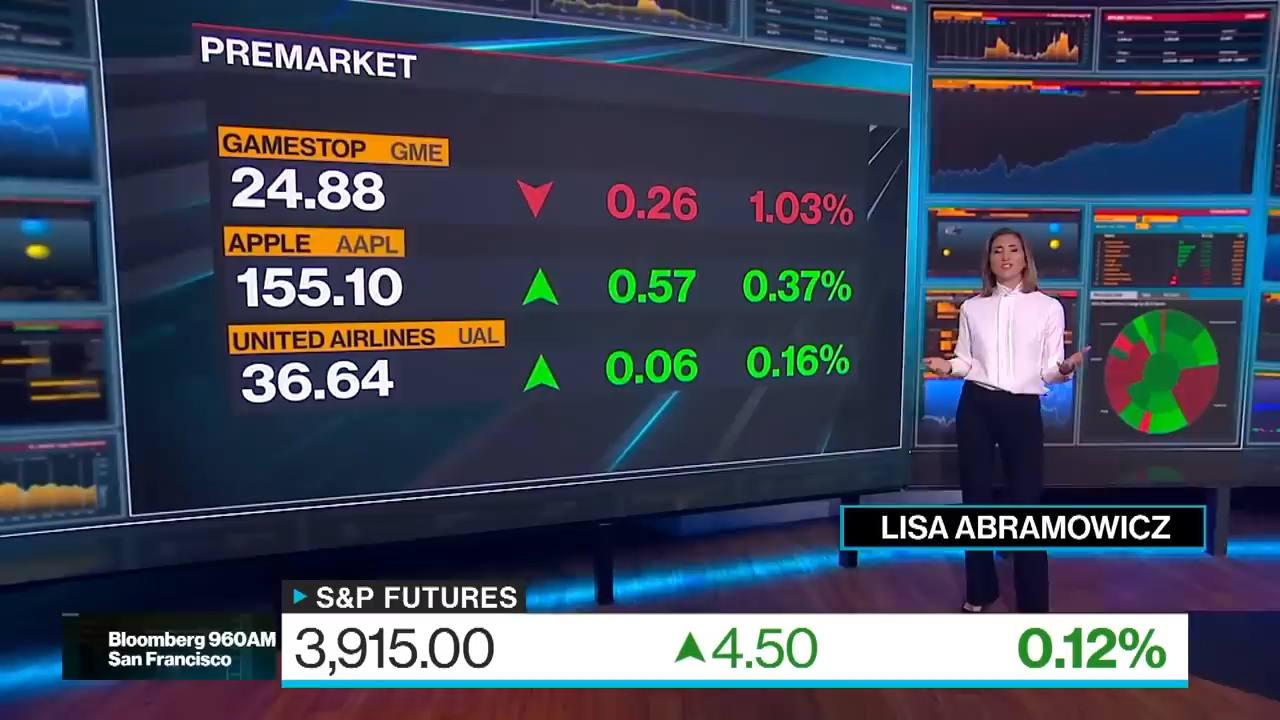 PREMARKET
GAMESTOP GME
24.88 0.26 1.03%
APPLE AAPL
155.10 0.57 0.37%
UNITED AIRLINES UAL
36.64 0.06 0.16%
LISA ABRAMOWICZ
S&P FUTURES
Bloomberg 960AM
San Francisco
3,915.00 4.50 0.12%